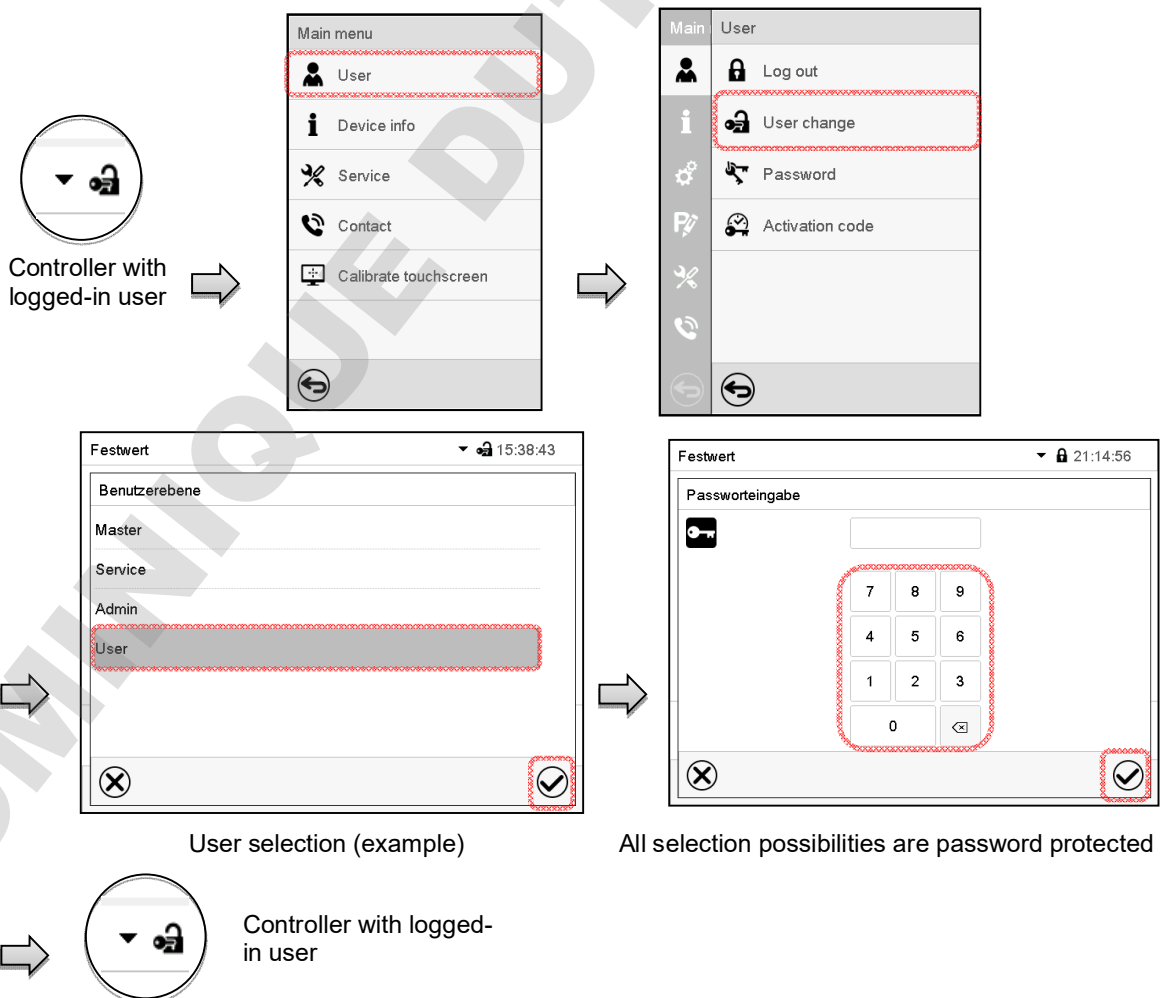 Main menu
User
Device info
Service
Contact
Calibrate touchscreen
Main
User
Log out
User change
Password
Activation code
Controller with
logged-in user
Festwert
15:38:43
Benutzerebene
Master
Service
Admin
User
Festwert
21:14:56
Passworteingabe
7 8 9
4 5 6
1 2 3
0
User selection (example)
All selection possibilities are password protected
Controller with logged-
in user